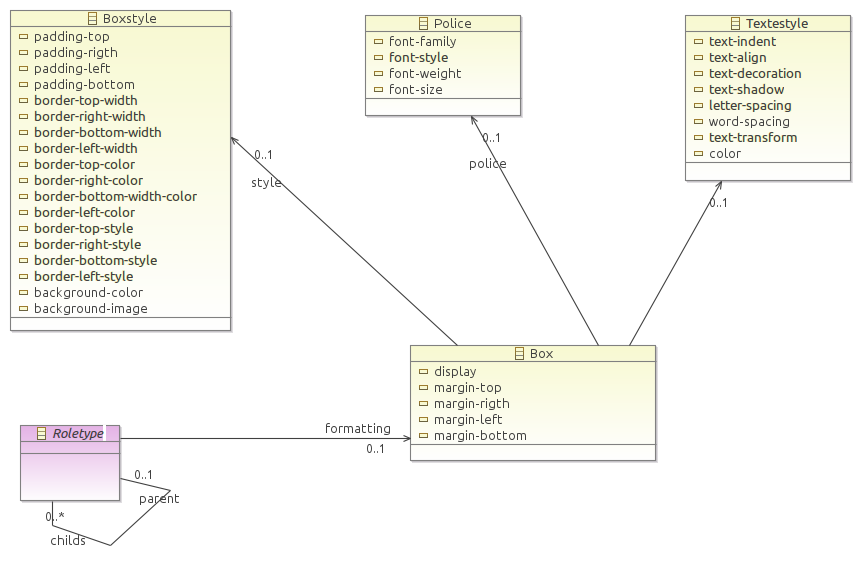 Boxstyle
padding-top
padding-rigth
padding-left
padding-bottom
border-top-width
border-right-width
border-bottom-width
border-left-width
border-top-color
border-right-color
border-bottom-width-color
border-left-color
border-top-style
border-right-style
border-bottom-style
border-left-style
background-color
background-image
Police
font-family
font-style
font-weight
font-size
Textestyle
text-indent
text-align
text-decoration
text-shadow
letter-spacing
word-spacing
text-transform
color
0..1
style
0..1
police
0..1
Box
display
margin-top
margin-rigth
margin-left
margin-bottom
Roletype
formatting
0..1
0..1
parent
0..*
childs